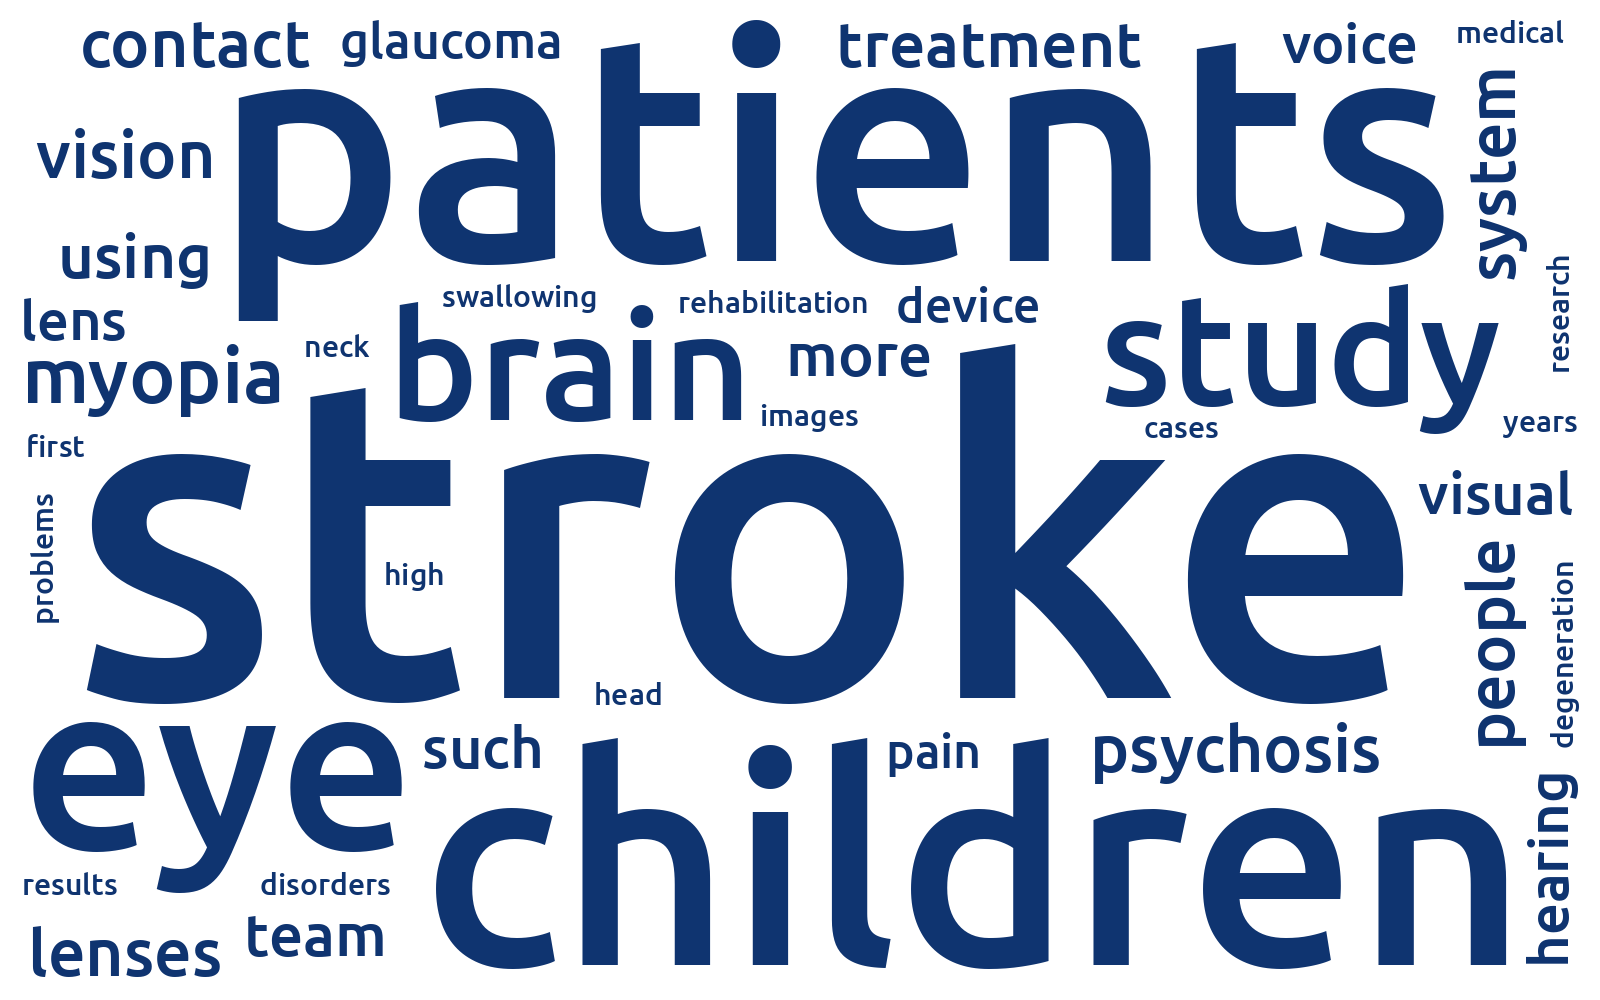 contact
glaucoma
treatment
voice
medical
patients
system
vision
using
research
lens
swallowing
rehabilitation
device
study
neck
brain
more
myopia
images
cases
years
first
stroke
visual
problems
high
people
degeneration
head
eye
such
children
pain
psychosis
hearing
results
disorders
team
lenses